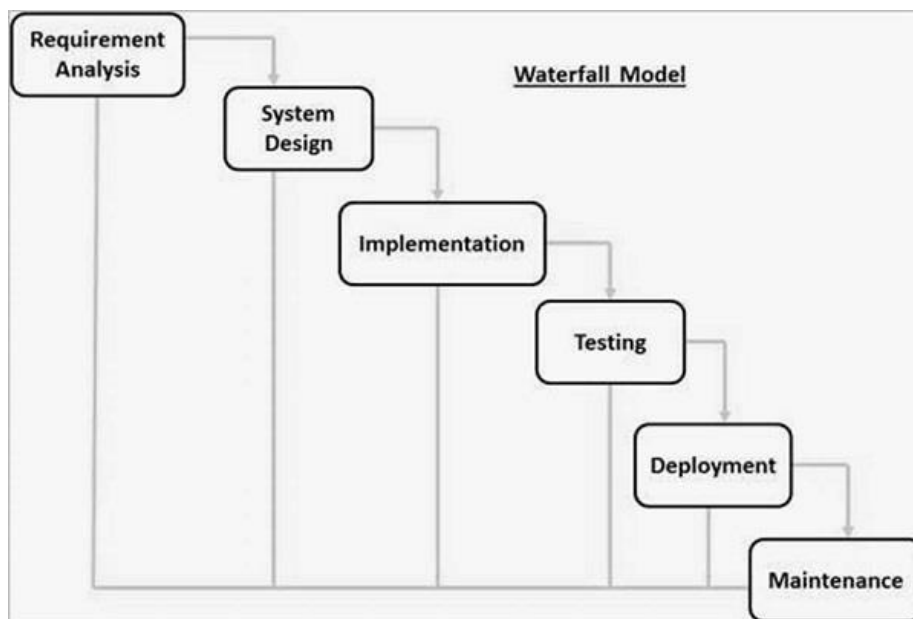 Requirement
Analysis
Waterfall Model
System
Design
Implementation
Testing
Deployment
Maintenance